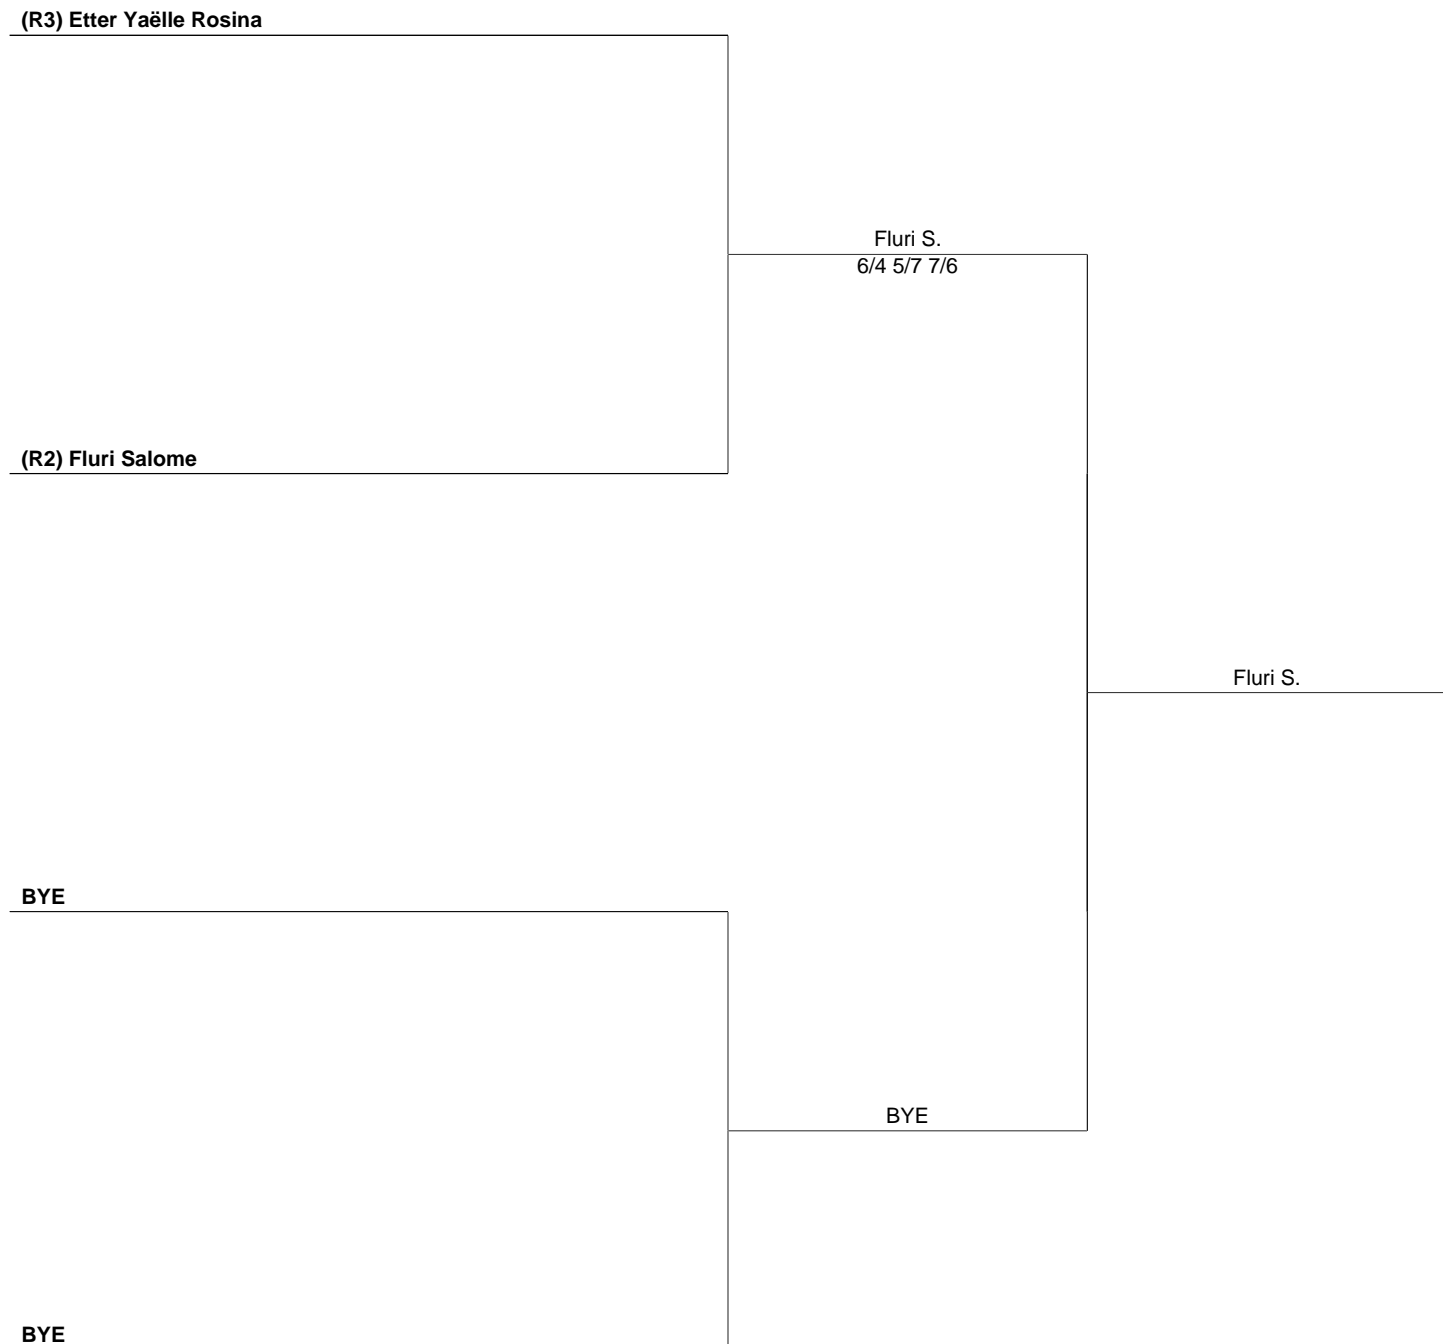 (R3) Etter Yaëlle Rosina
Fluri S.
6/4 5/7 7/6
(R2) Fluri Salome
Fluri S.
BYE
BYE
BYE